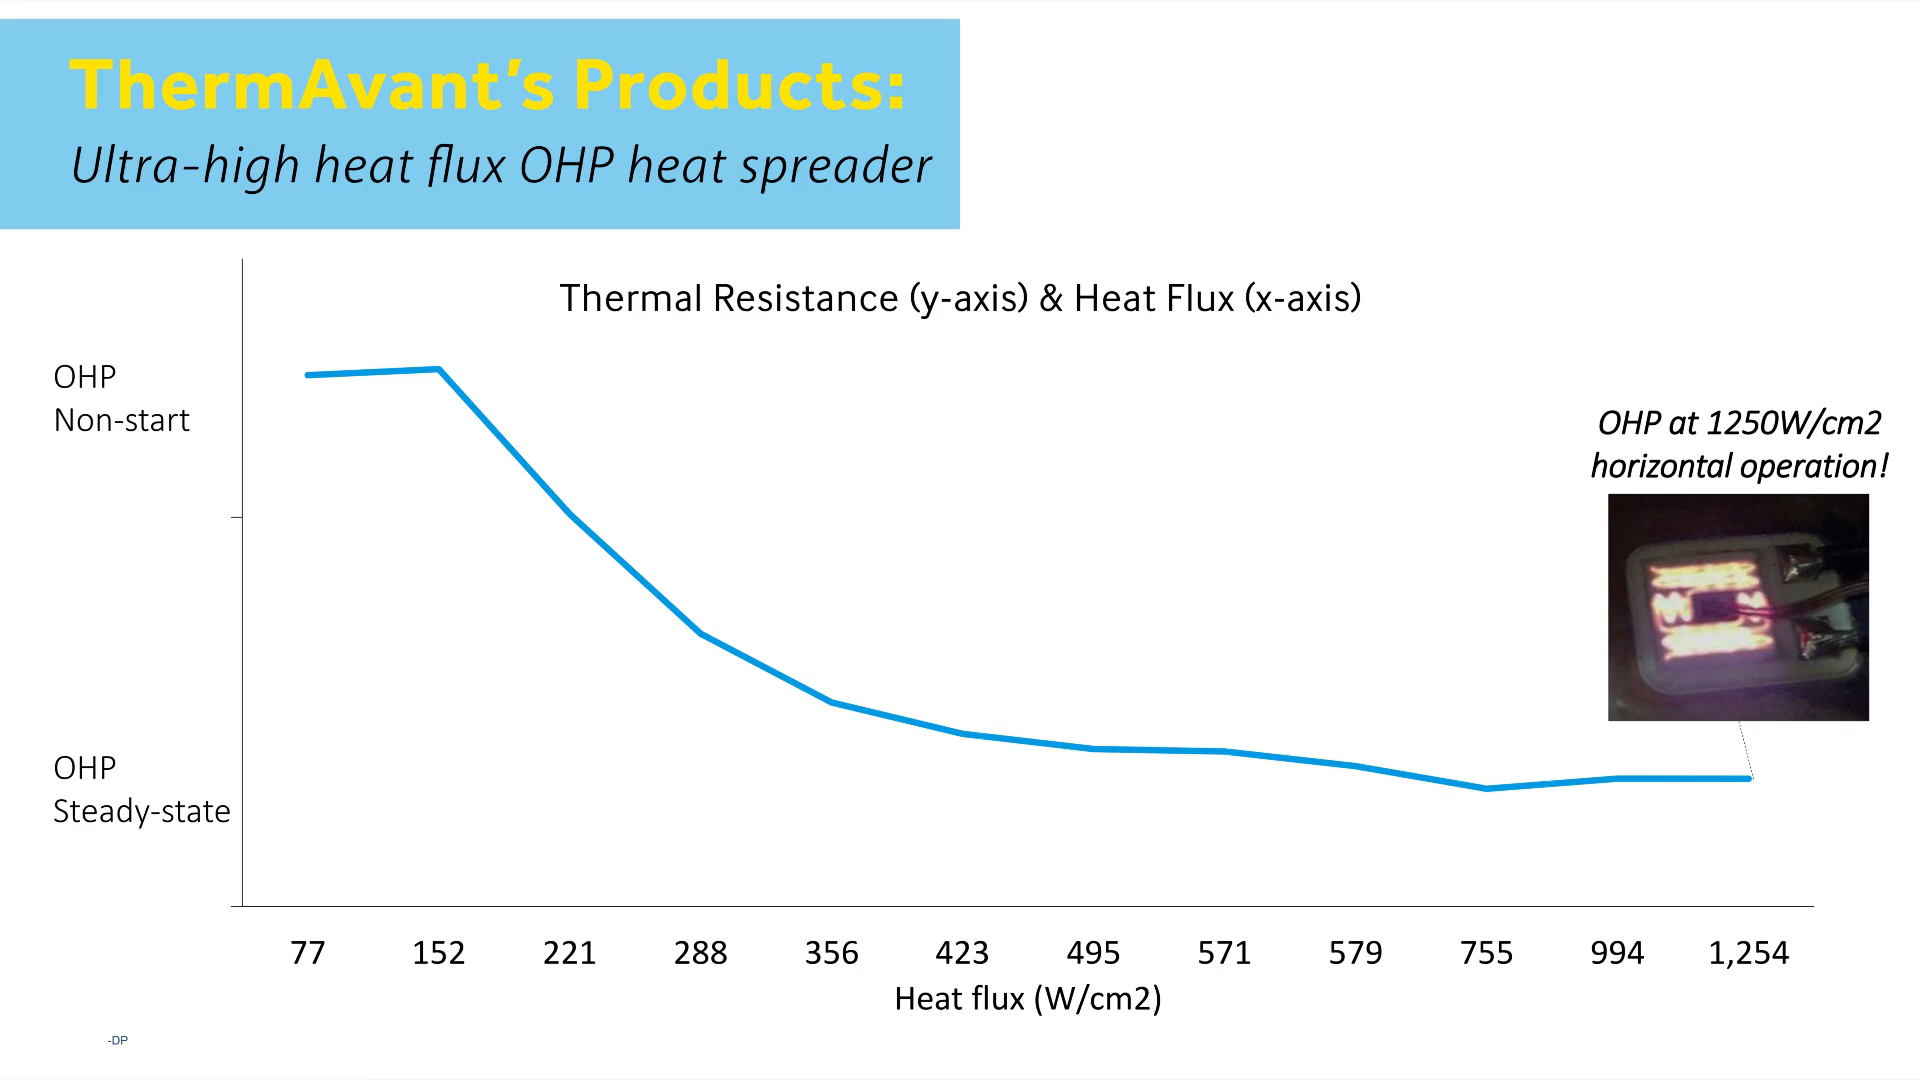 ThermAvant’s Products:
Ultra-high heat flux OHP heat spreader
Thermal Resistance (y-axis) & Heat Flux (x-axis)
OHP
Non-start
OHP at 1250W/cm2
horizontal operation!
OHP
Steady-state
77 152 221 288 356 423 495 571 579 755 994 1,254
Heat flux (W/cm2)
-DP